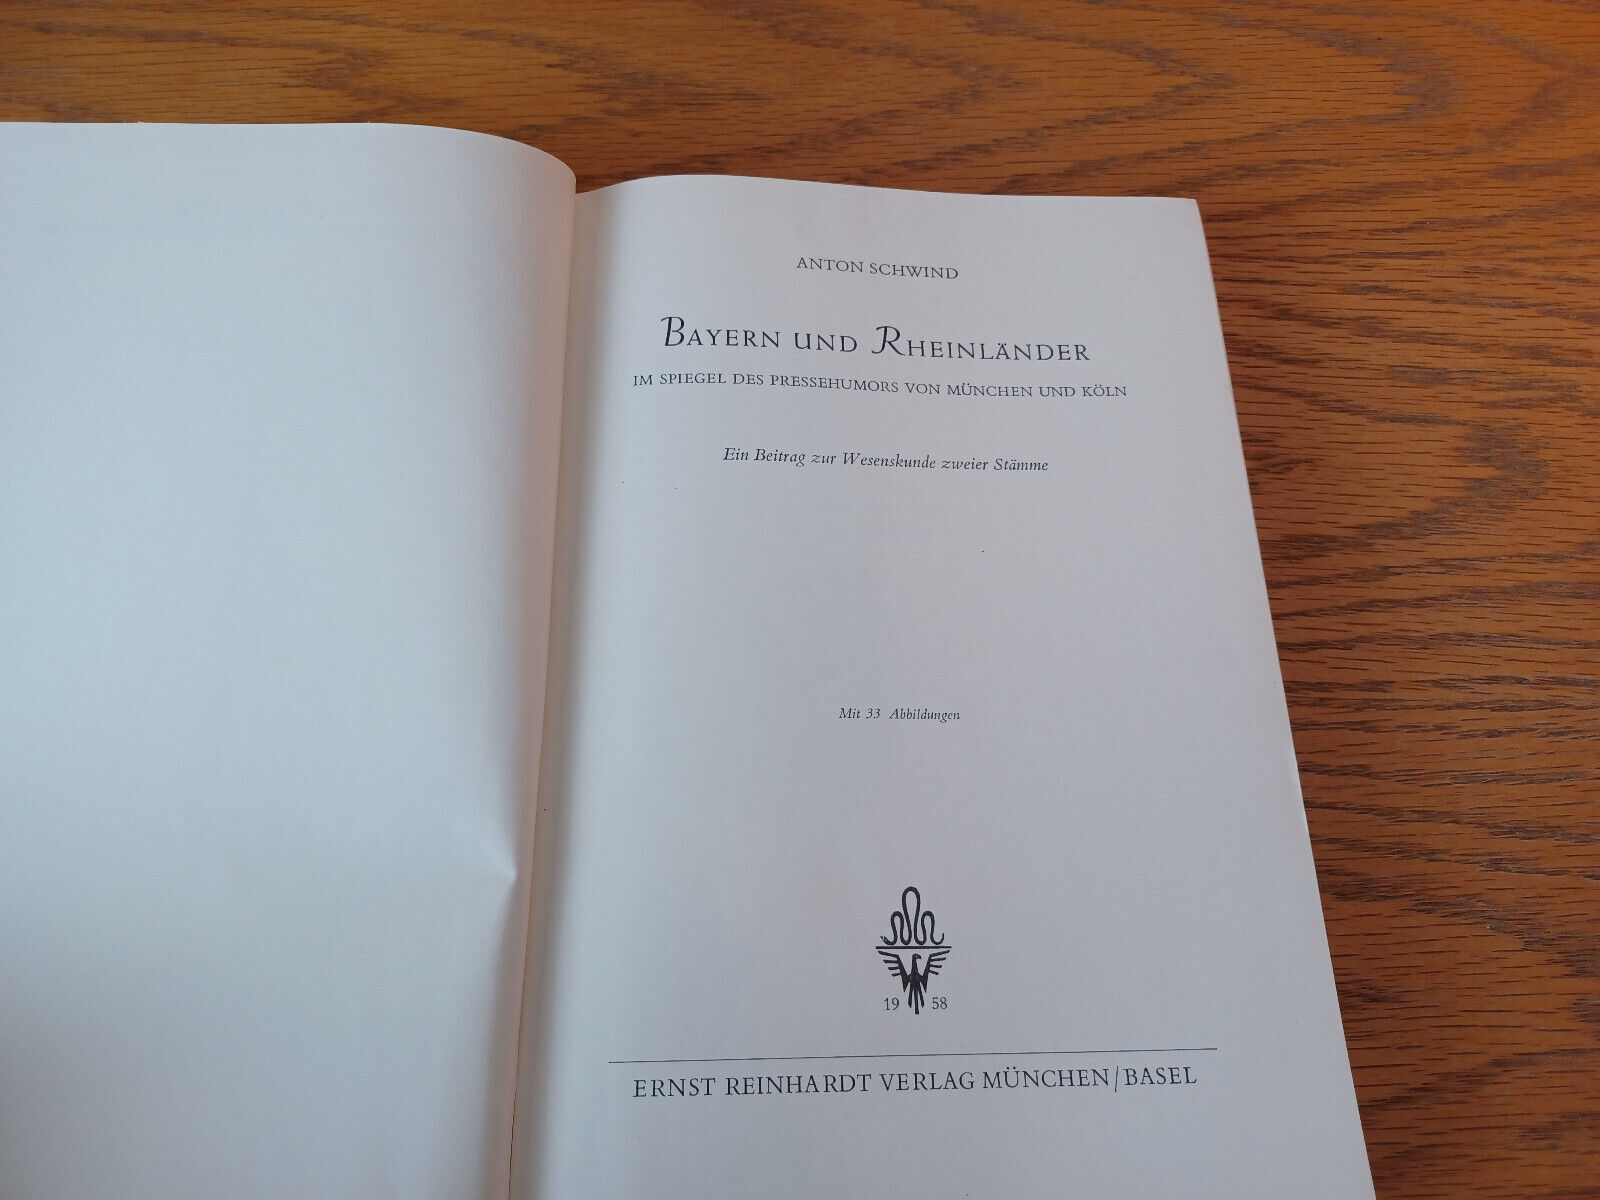 ANTON SCHWIND
BAYERN UND RHEINLÄNDER
IM SPIEGEL DES PRESSEHUMORS VON MÜNCHEN UND KÖLN
Ein Beitrag zur Wesenskunde zweier Stämme
Mit 33 Abbildungen
19 58
ERNST REINHARDT VERLAG MÜNCHEN/BASEL